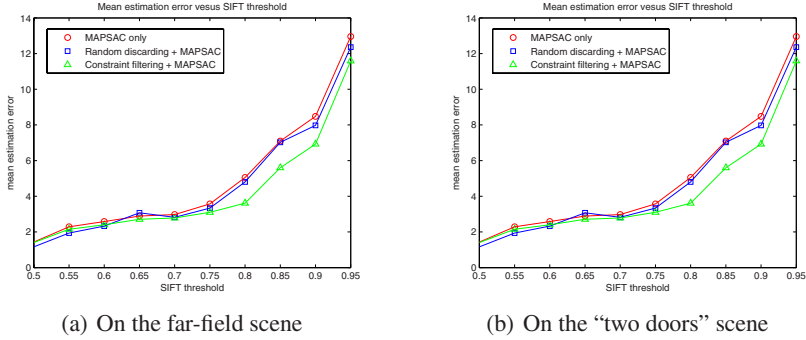 Mean estimation error versus SIFT threshold
14
12
10
8
6
4
2
0
mean estimation error
MAPSAC only
Random discarding + MAPSAC
Constraint filtering + MAPSAC
0.5 0.55 0.6 0.65 0.7 0.75 0.8 0.85 0.9 0.95
SIFT threshold
(a) On the far-field scene
Mean estimation error versus SIFT threshold
14
12
10
8
6
4
2
0
mean estimation error
MAPSAC only
Random discarding + MAPSAC
Constraint filtering + MAPSAC
0.5 0.55 0.6 0.65 0.7 0.75 0.8 0.85 0.9 0.95
SIFT threshold
(b) On the “two doors” scene